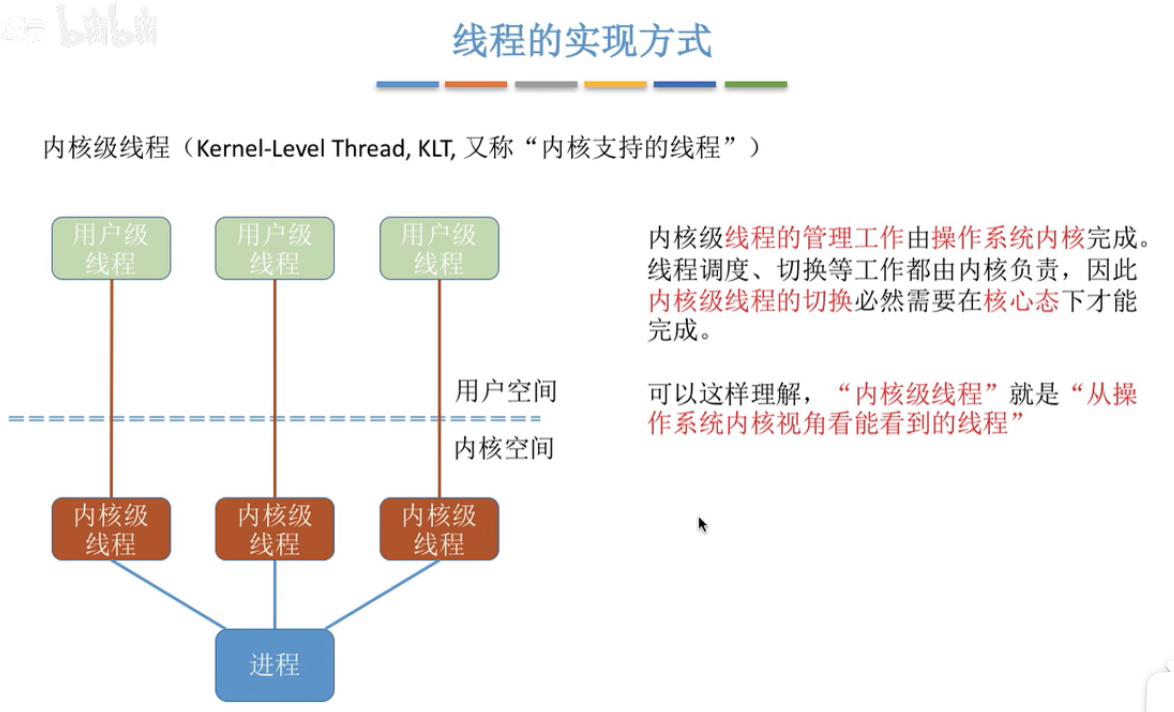 bilibili
线程的实现方式
内核级线程（Kernel-Level Thread, KLT, 又称“内核支持的线程”）
用户级
线程
用户级
线程
用户级
线程
内核级线程的管理工作由操作系统内核完成。
线程调度、切换等工作都由内核负责，因此
内核级线程的切换必然需要在核心态下才能
完成。
可以这样理解，“内核级线程”就是“从操
作系统内核视角看能看到的线程”
用户空间
内核空间
内核级
线程
内核级
线程
内核级
线程
进程